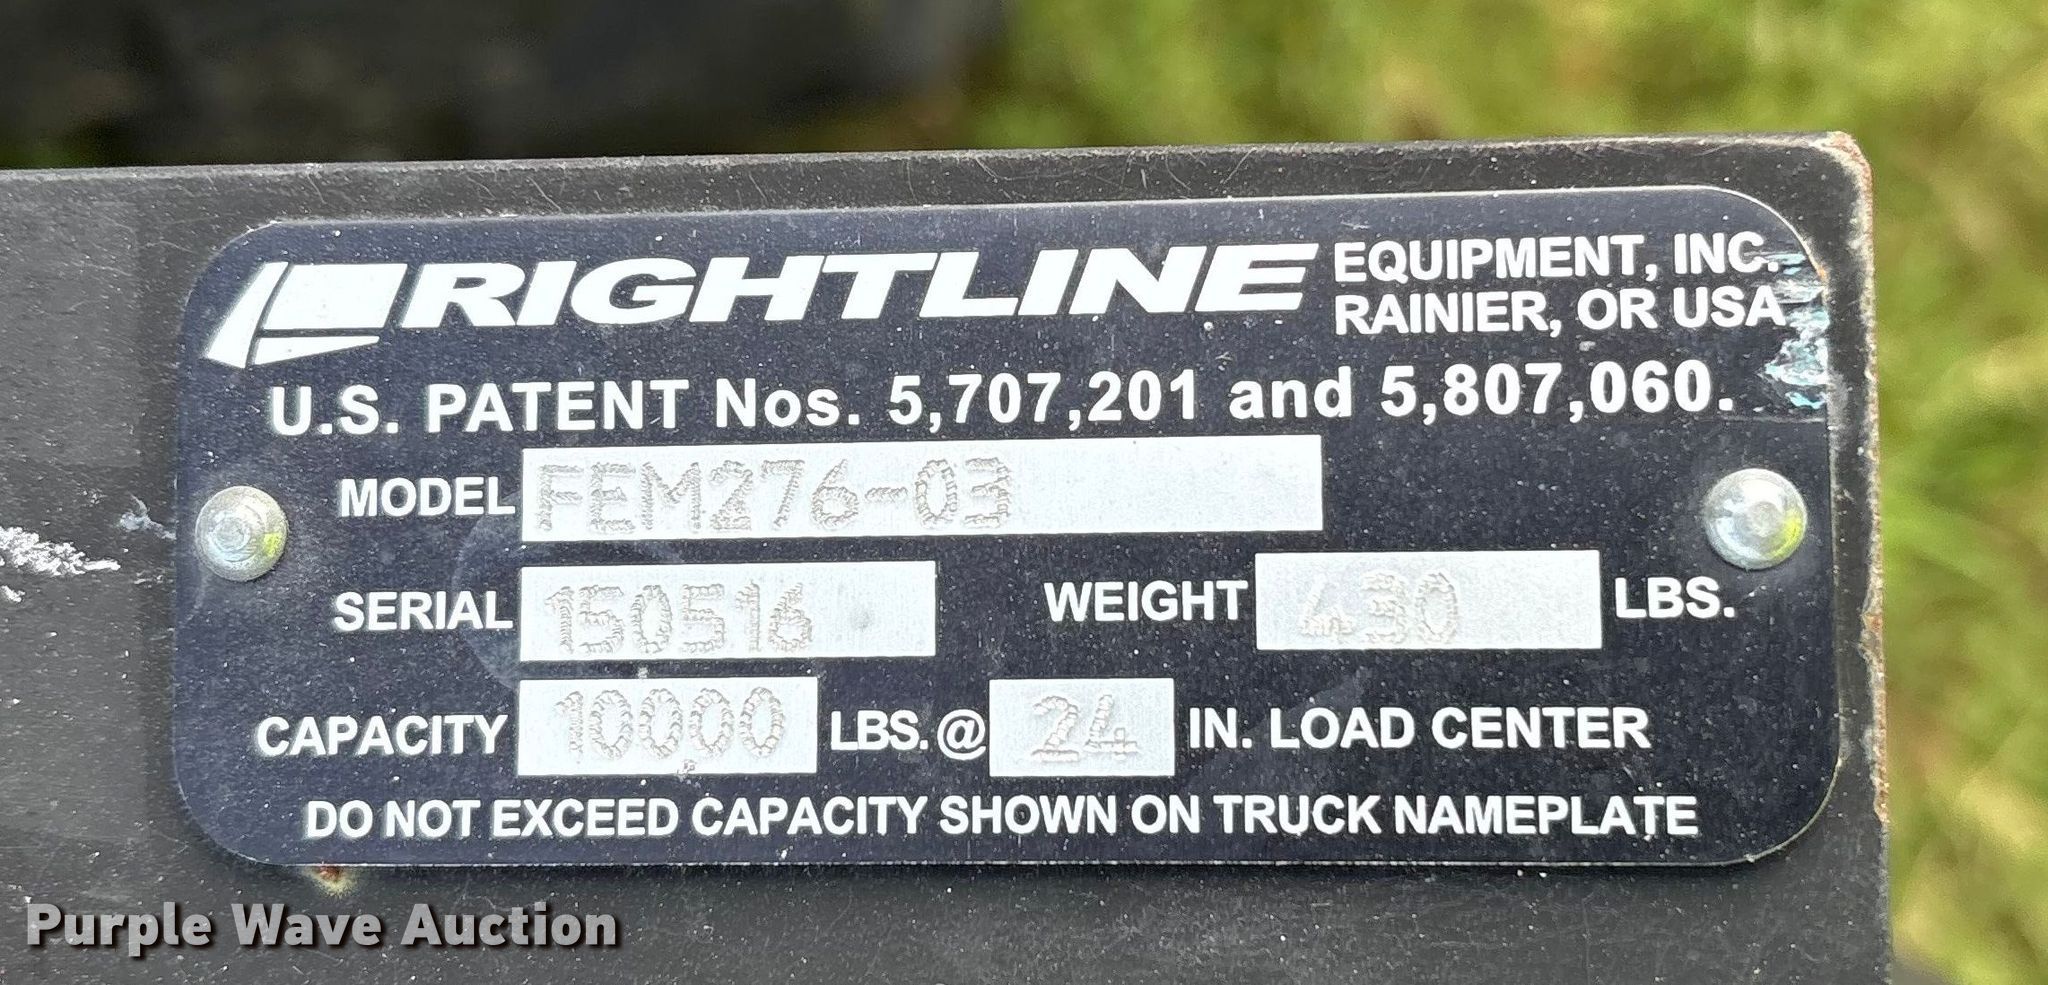 RIGHTLINE EQUIPMENT, INC.
RAINIER, OR USA
U.S. PATENT Nos. 5,707,201 and 5,807,060.
MODEL FEM276-03
SERIAL 150516 WEIGHT 430 LBS.
CAPACITY 10000 LBS. @ 24 IN. LOAD CENTER
DO NOT EXCEED CAPACITY SHOWN ON TRUCK NAMEPLATE
Purple Wave Auction